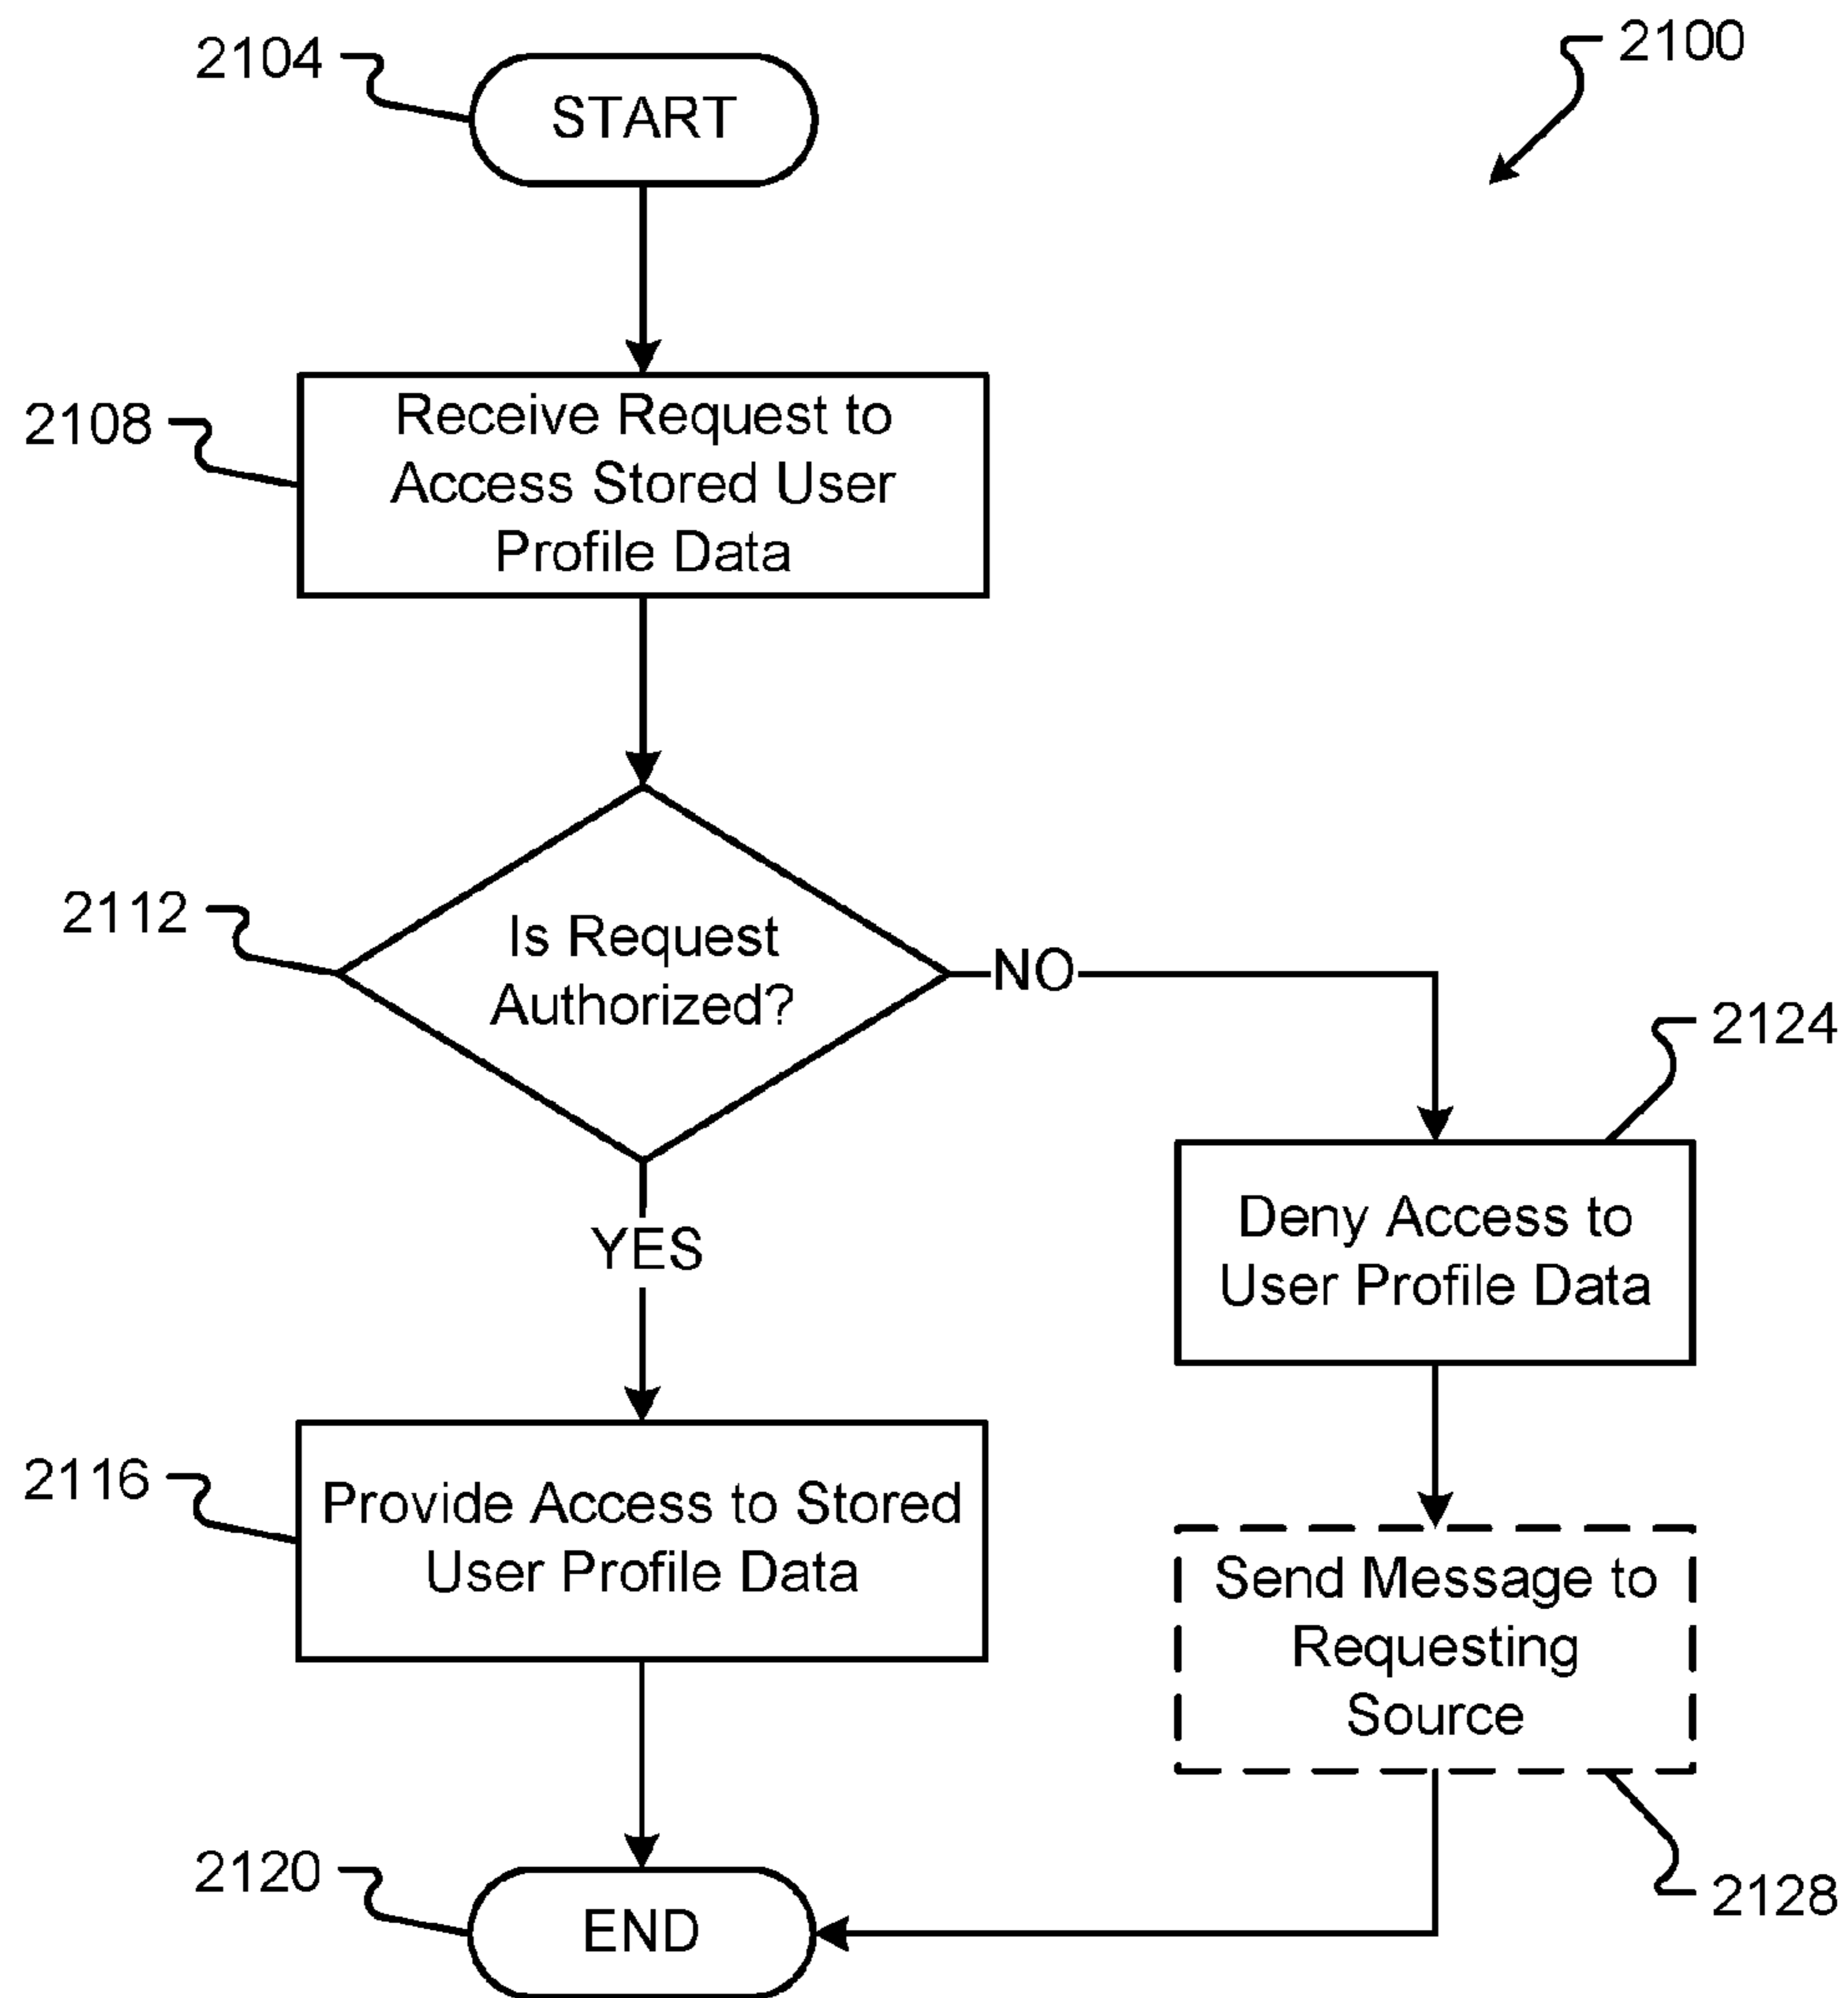 2104
START
2100
2108
Receive Request to
Access Stored User
Profile Data
2112
Is Request
Authorized?
NO
2124
YES
Deny Access to
User Profile Data
2116
Provide Access to Stored
User Profile Data
Send Message to
Requesting
Source
2120
END
2128